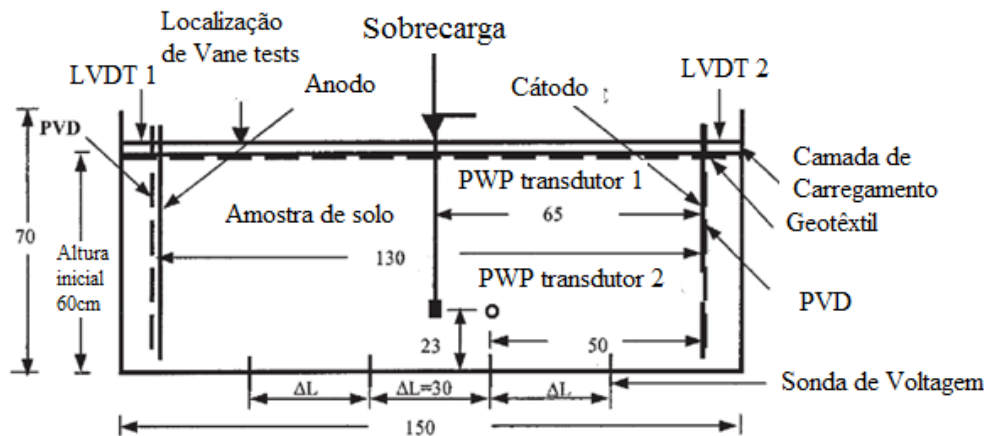 Localização
de Vane tests
Sobrecarga
LVDT 1
Anodo
Cátodo
LVDT 2
PVD
PWP transdutor 1
Camada de
Carregamento
Geotêxtil
Amostra de solo
65
70
Altura
inicial
60cm
130
PWP transdutor 2
PVD
23
50
ΔL
ΔL=30
ΔL
Sonda de Voltagem
150